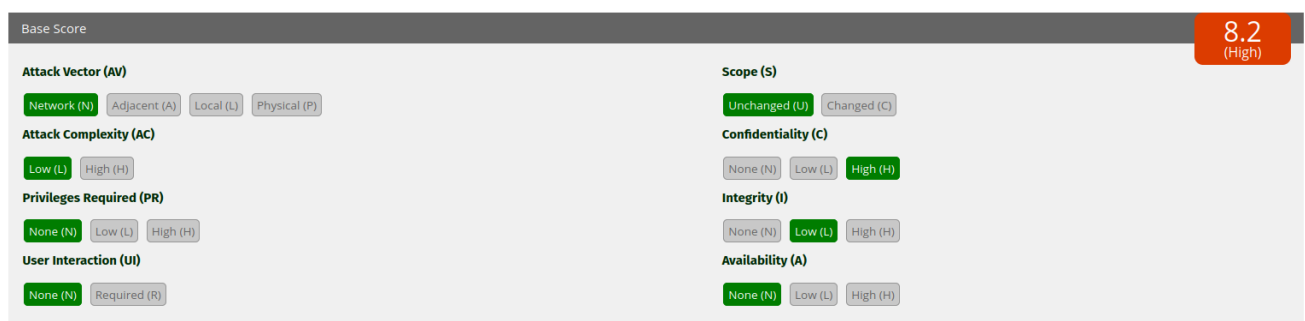 Base Score
8.2
(High)
Attack Vector (AV)
Network (N) Adjacent (A) Local (L) Physical (P)
Attack Complexity (AC)
Low (L) High (H)
Privileges Required (PR)
None (N) Low (L) High (H)
User Interaction (UI)
None (N) Required (R)
Scope (S)
Unchanged (U) Changed (C)
Confidentiality (C)
None (N) Low (L) High (H)
Integrity (I)
None (N) Low (L) High (H)
Availability (A)
None (N) Low (L) High (H)